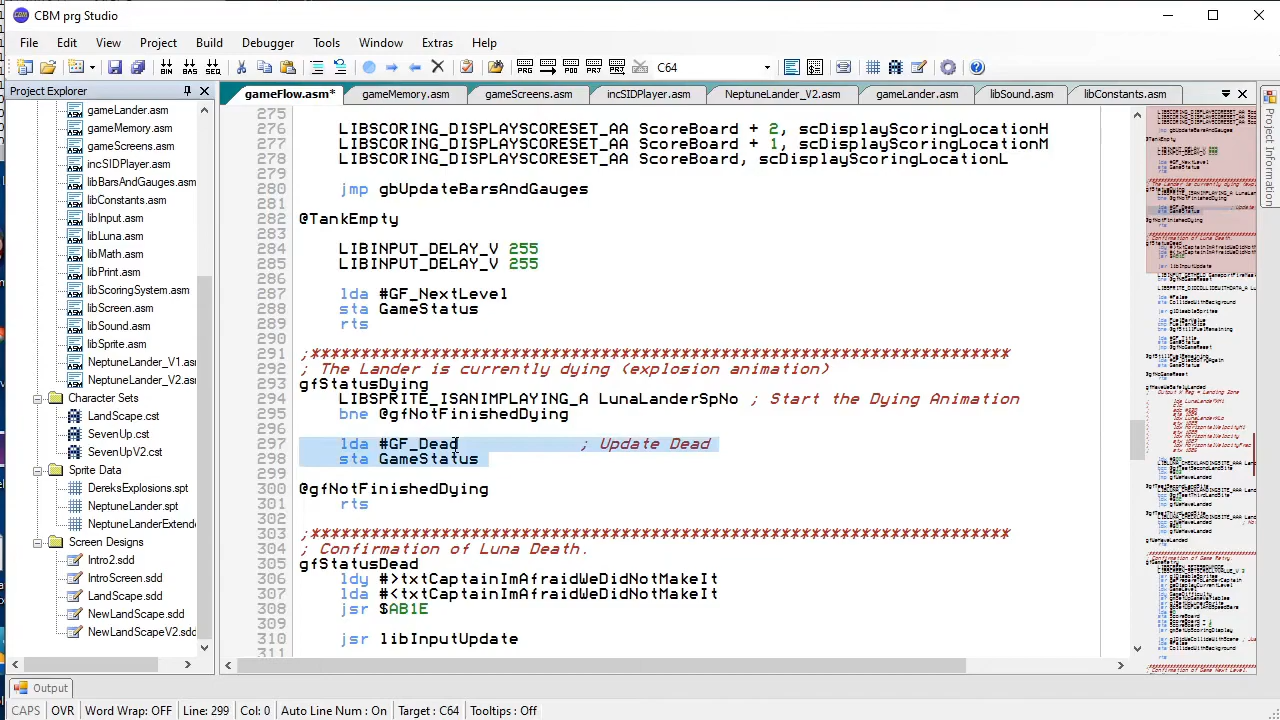 CBM prg Studio
File Edit View Project Build Debugger Tools Window Extras Help
C64
Project Explorer
gameFlow.asm* gameMemory.asm gameScreens.asm incSIDPlayer.asm NeptuneLander_V2.asm gameLander.asm libSound.asm libConstants.asm
Project Information
gameLander.asm
gameMemory.asm
gameScreens.asm
incSIDPlayer.asm
libBarsAndGauges.asm
libConstants.asm
libInput.asm
libLuna.asm
libMath.asm
libPrint.asm
libScoringSystem.asm
libScreen.asm
libSound.asm
libSprite.asm
NeptuneLander_V1.asr
NeptuneLander_V2.asr
Character Sets
LandScape.cst
SevenUp.cst
SevenUpV2.cst
Sprite Data
DereksExplosions.spt
NeptuneLander.spt
NeptuneLanderExtende
Screen Designs
Intro2.sdd
IntroScreen.sdd
LandScape.sdd
NewLandScape.sdd
NewLandScapeV2.sdd
275
276 LIBSCORING_DISPLAYSCORESET_AA ScoreBoard + 2, scDisplayScoringLocationH
277 LIBSCORING_DISPLAYSCORESET_AA ScoreBoard + 1, scDisplayScoringLocationM
278 LIBSCORING_DISPLAYSCORESET_AA ScoreBoard, scDisplayScoringLocationL
279
280 jmp gbUpdateBarsAndGauges
281
282 @TankEmpty
283
284 LIBINPUT_DELAY_V 255
285 LIBINPUT_DELAY_V 255
286
287 lda #GF_NextLevel
288 sta GameStatus
289 rts
290
291 ;**********************************************************************
292 ; The Lander is currently dying (explosion animation)
293 gfStatusDying
294 LIBSPRITE_ISANIMPLAYING_A LunaLanderSpNo ; Start the Dying Animation
295 bne @gfNotFinishedDying
296
297 lda #GF_Dead ; Update Dead
298 sta GameStatus
299
300 @gfNotFinishedDying
301 rts
302
303 ;**********************************************************************
304 ; Confirmation of Luna Death.
305 gfStatusDead
306 ldy #>txtCaptainImAfraidWeDidNotMakeIt
307 lda #<txtCaptainImAfraidWeDidNotMakeIt
308 jsr $AB1E
309
310 jsr libInputUpdate
311
Output
CAPS OVR Word Wrap: OFF Line: 299 Col: 0 Auto Line Num : On Target : C64 Tooltips : Off